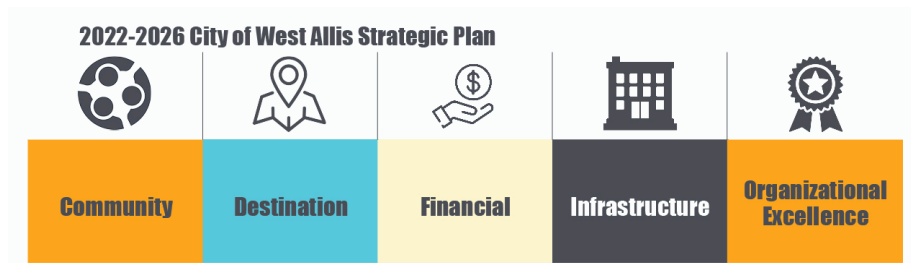 2022-2026 City of West Allis Strategic Plan
Community
Destination
Financial
Infrastructure
Organizational
Excellence